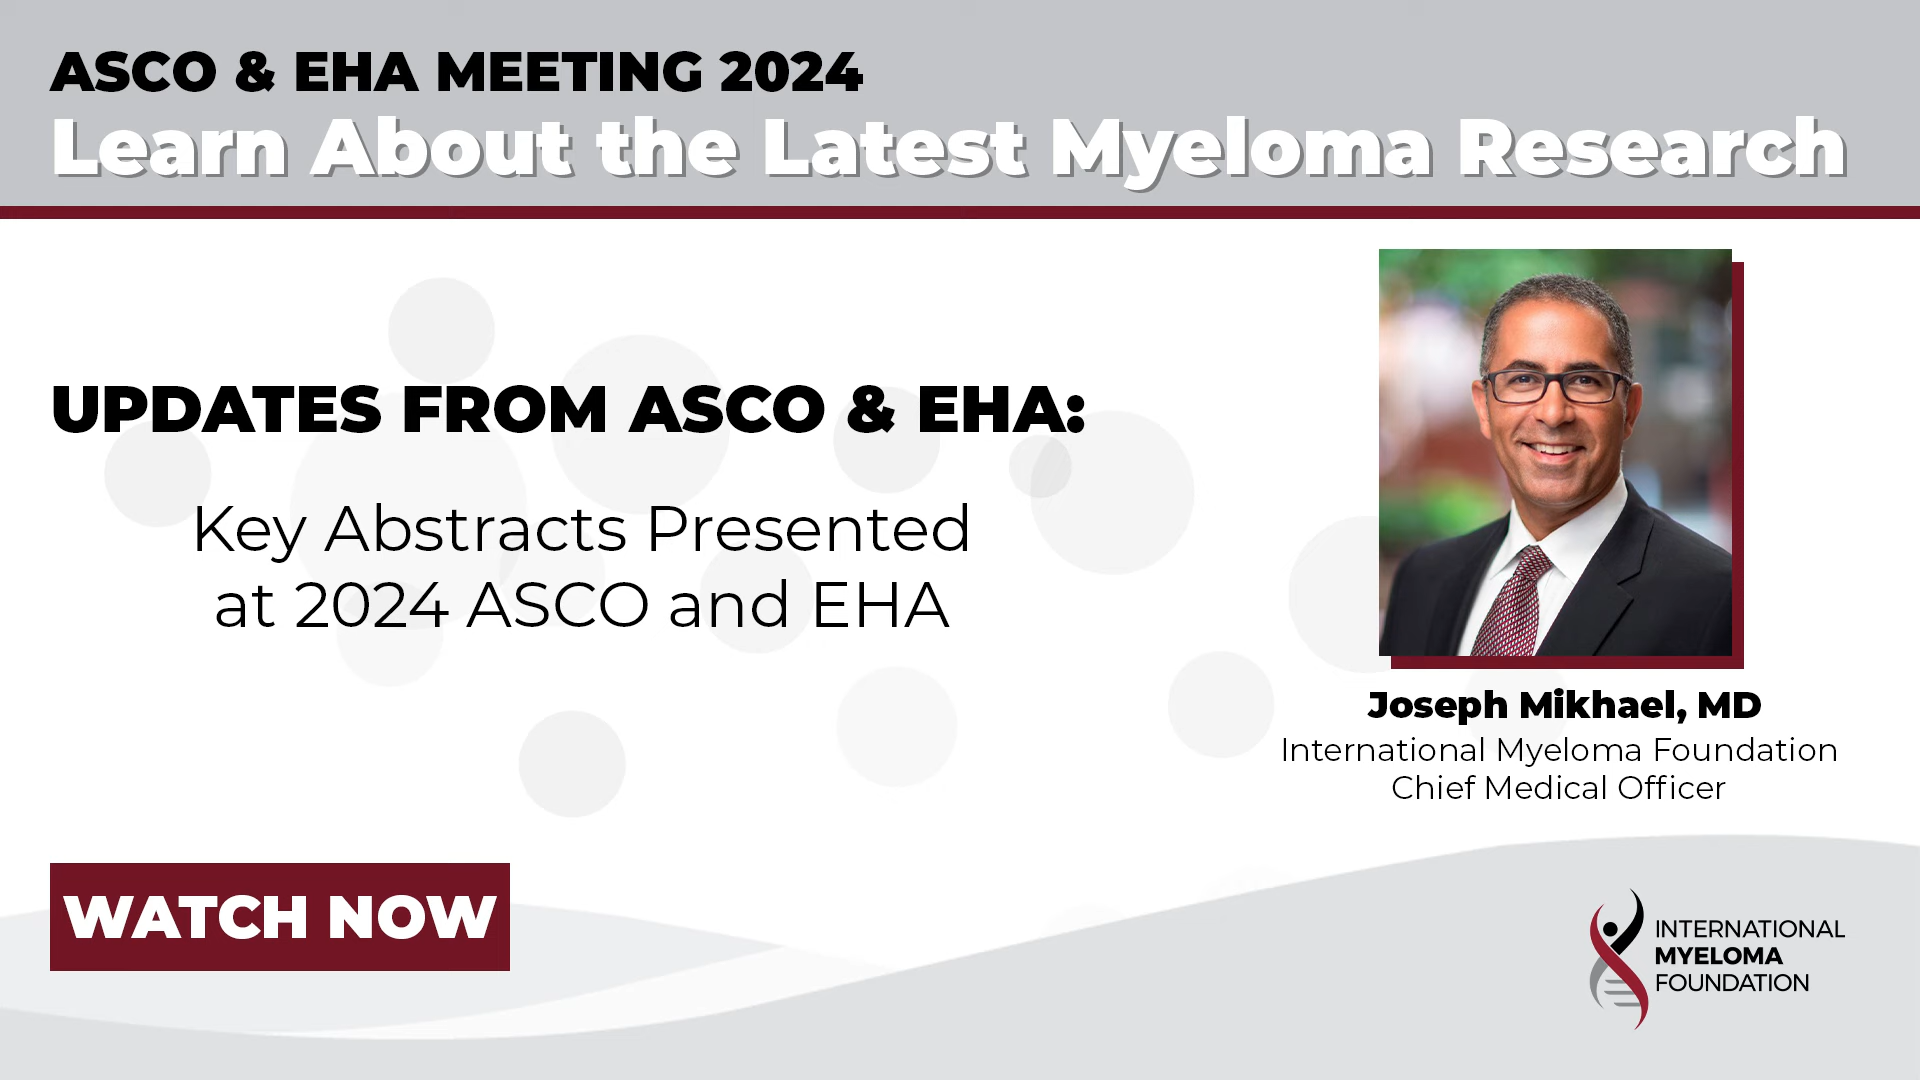 ASCO & EHA MEETING 2024
Learn About the Latest Myeloma Research
UPDATES FROM ASCO & EHA:
Key Abstracts Presented
at 2024 ASCO and EHA
Joseph Mikhael, MD
International Myeloma Foundation
Chief Medical Officer
WATCH NOW
INTERNATIONAL
MYELOMA
FOUNDATION